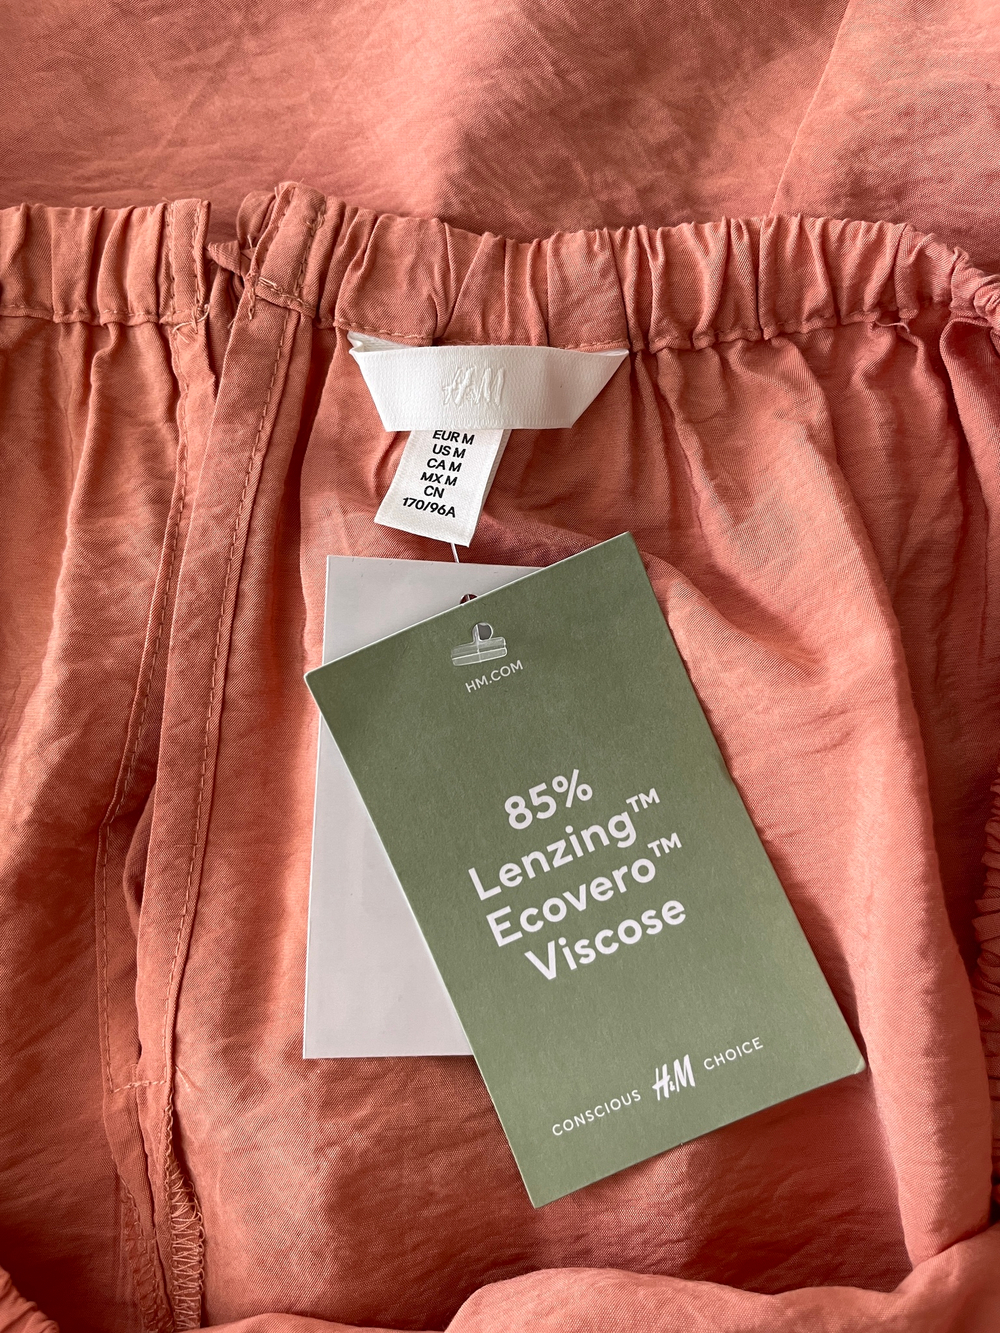 H&M
EUR M
US M
CA M
MX M
CN
170/96A
HM.COM
85%
Lenzing™
Ecovero™
Viscose
CONSCIOUS H&M CHOICE